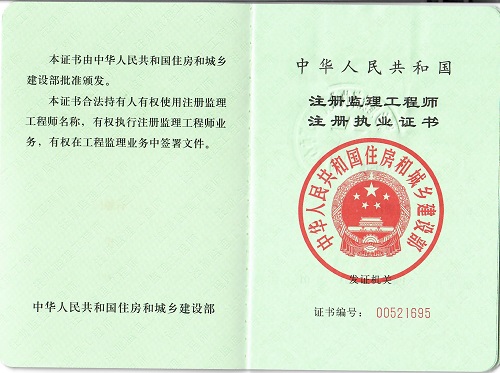 本证书由中华人民共和国住房和城乡
建设部批准颁发。
本证书合法持有人有权使用注册监理
工程师名称，有权执行注册监理工程师业
务，有权在工程监理业务中签署文件。
中华人民共和国住房和城乡建设部
中华人民共和国
注册监理工程师
注册执业证书
中华人民共和国住房和城乡建设部
发证机关
证书编号： 00521695